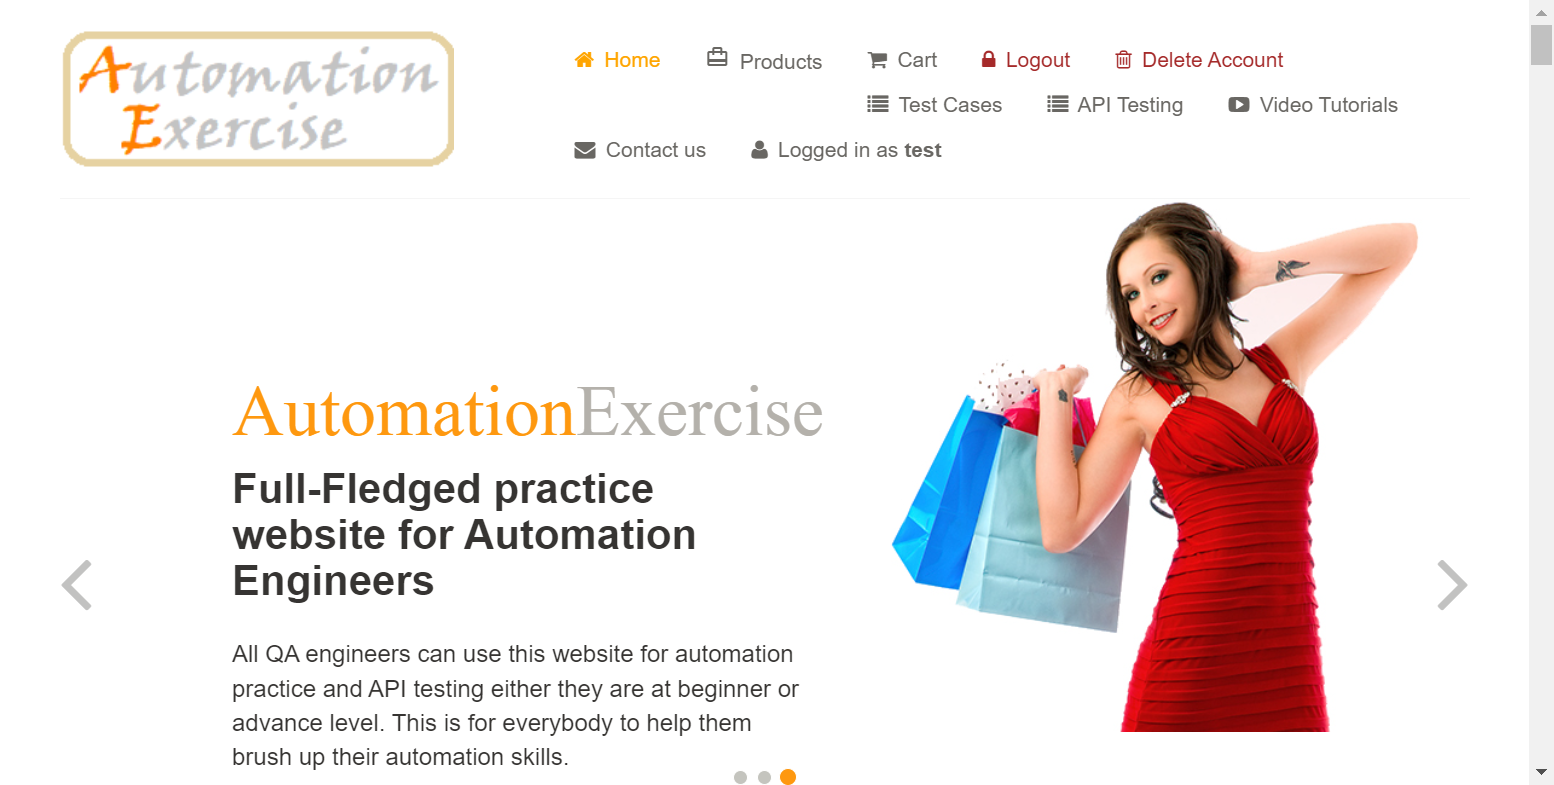 Automation
Exercise
Home Products Cart Logout Delete Account
Test Cases API Testing Video Tutorials
Contact us Logged in as test
AutomationExercise
Full-Fledged practice
website for Automation
Engineers
All QA engineers can use this website for automation
practice and API testing either they are at beginner or
advance level. This is for everybody to help them
brush up their automation skills.